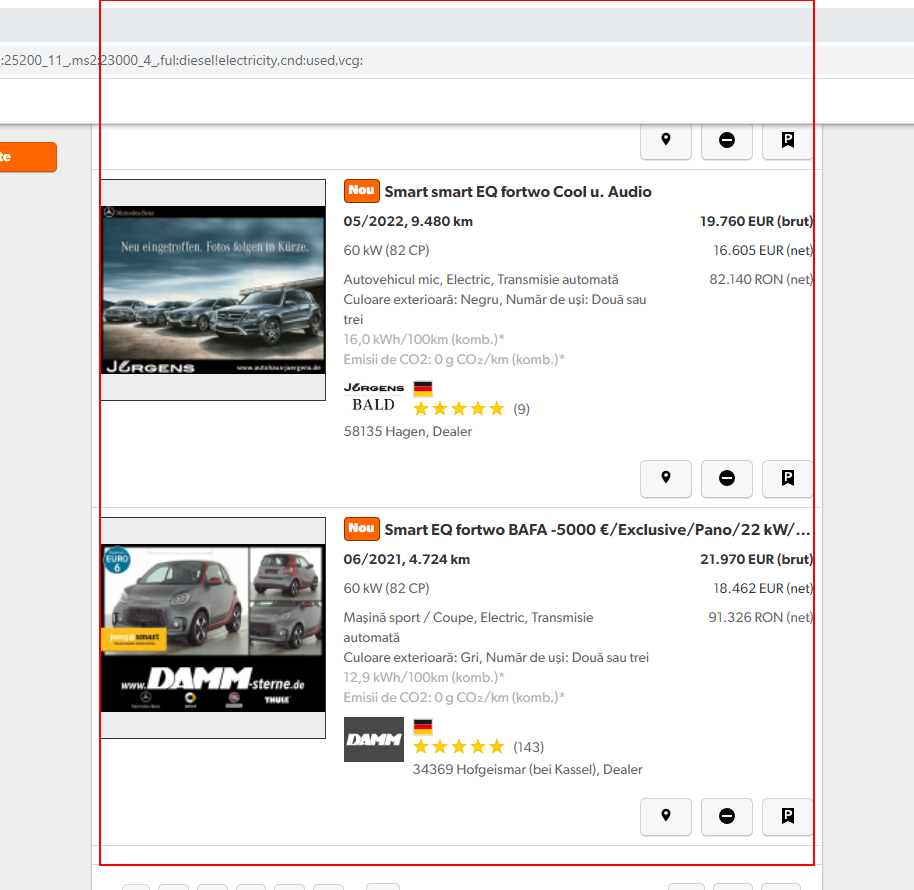 :25200_11_,ms2:23000_4_,ful:diesel!electricity,cnd:used,vcg:
te
Nou Smart smart EQ fortwo Cool u. Audio
05/2022, 9.480 km
19.760 EUR (brut)
60 kW (82 CP)
16.605 EUR (net)
Autovehicul mic, Electric, Transmisie automată
82.140 RON (net)
Culoare exterioară: Negru, Număr de uși: Două sau
trei
16,0 kWh/100km (komb.)*
Emisii de CO2: 0 g CO₂/km (komb.)*
Mercedes-Benz
Neu eingetroffen. Fotos folgen in Kürze.
JÜRGENS
www.autohaus-juergens.de
JÜRGENS
BALD
(9)
58135 Hagen, Dealer
Nou Smart EQ fortwo BAFA -5000 €/Exclusive/Pano/22 kW/...
06/2021, 4.724 km
21.970 EUR (brut)
60 kW (82 CP)
18.462 EUR (net)
Mașină sport / Coupe, Electric, Transmisie
91.326 RON (net)
automată
Culoare exterioară: Gri, Număr de uși: Două sau trei
12,9 kWh/100km (komb.)*
Emisii de CO2: 0 g CO₂/km (komb.)*
EURO
6
jung@smart
www.DAMM-sterne.de
THULE
DAMM
(143)
34369 Hofgeismar (bei Kassel), Dealer